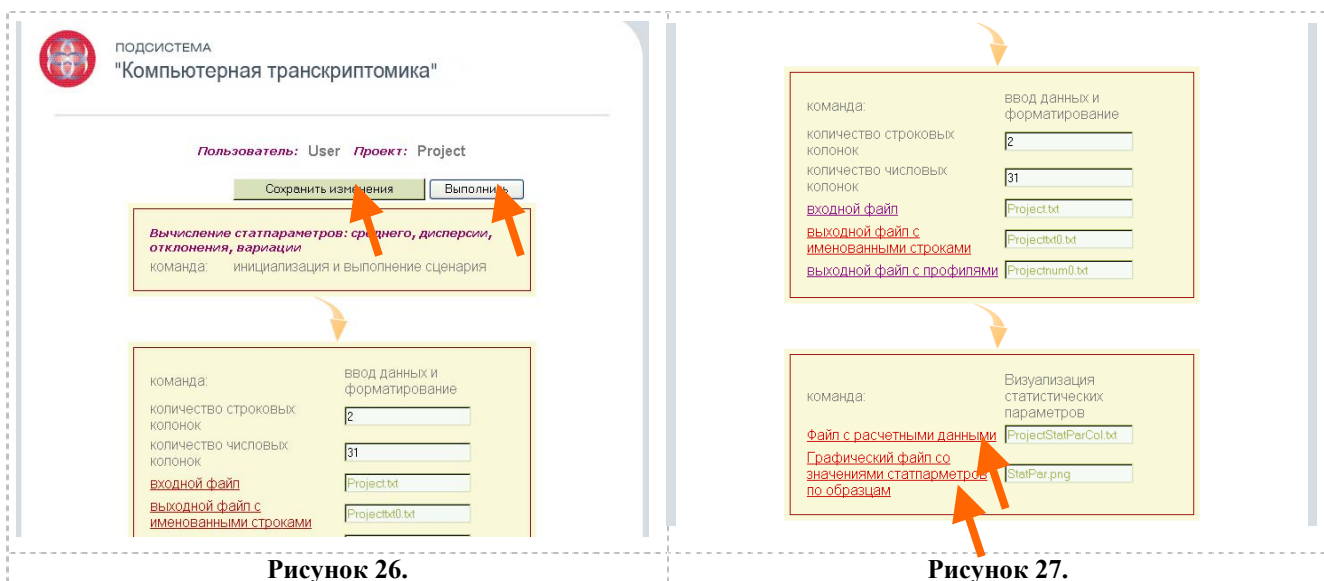 ПОДСИСТЕМА
"Компьютерная транскриптомика"
Пользователь: User Проект: Project
Сохранить изменения Выполнить
Вычисление статпараметров: среднего, дисперсии,
отклонения, вариации
команда: инициализация и выполнение сценария
команда: ввод данных и
форматирование
количество строковых
колонок 2
количество числовых
колонок 31
входной файл Project.txt
выходной файл с
именованными строками Projecttxt0.txt
Рисунок 26.
команда: ввод данных и
форматирование
количество строковых
колонок 2
количество числовых
колонок 31
входной файл Project.txt
выходной файл с
именованными строками Projecttxt0.txt
выходной файл с профилями Projectnum0.txt
команда: Визуализация
статистических
параметров
Файл с расчетными данными ProjectStatParCol.txt
Графический файл со
значениями статпарметров
по образцам StatPar.png
Рисунок 27.